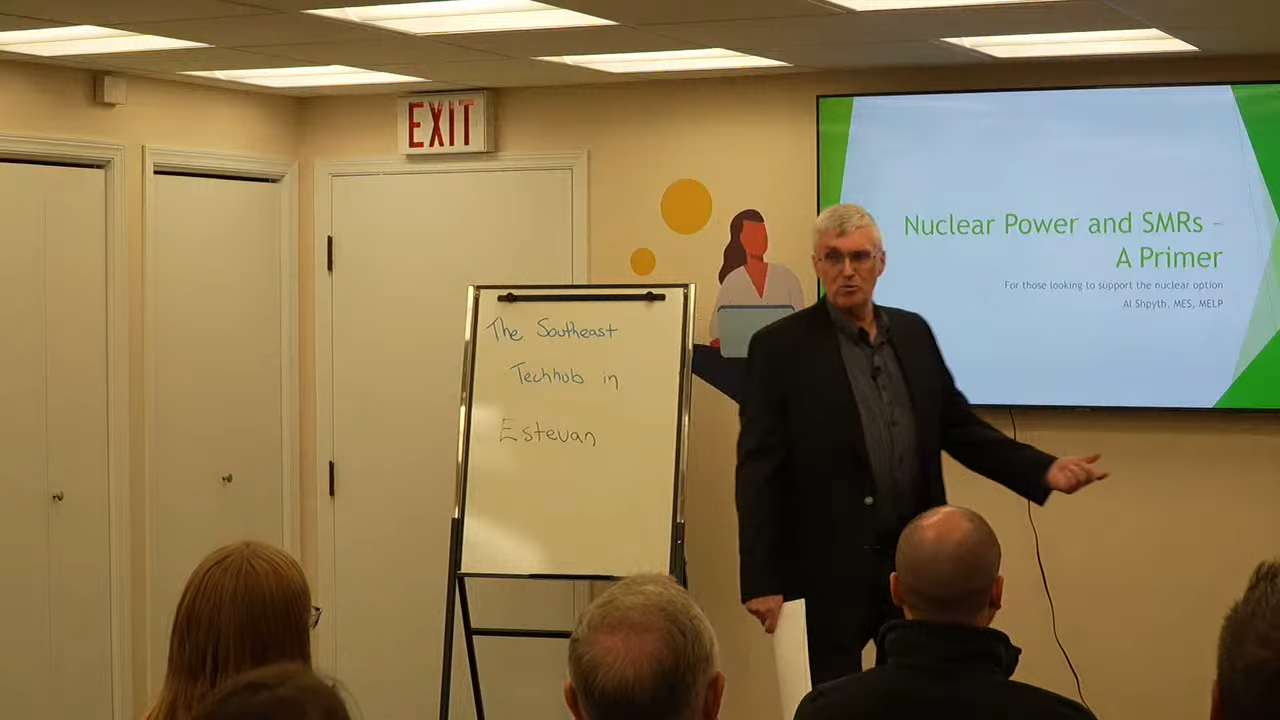 EXIT
The Southeast
Techhub in
Estevan
Nuclear Power and SMRs –
A Primer
For those looking to support the nuclear option
Al Shpyth, MES, MELP